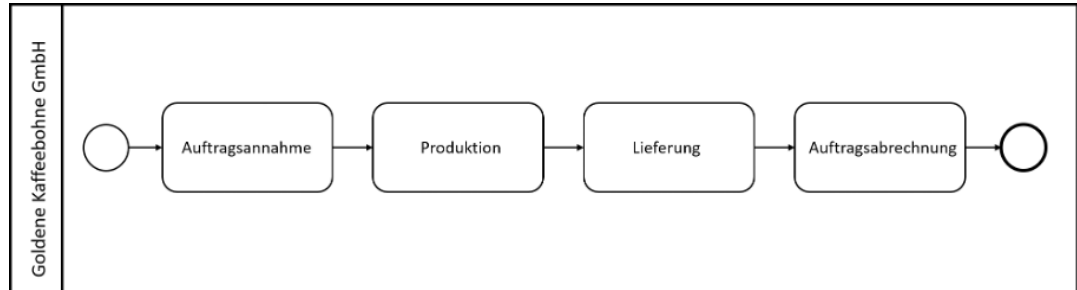 Goldene Kaffeebohne GmbH
Auftragsannahme
Produktion
Lieferung
Auftragsabrechnung